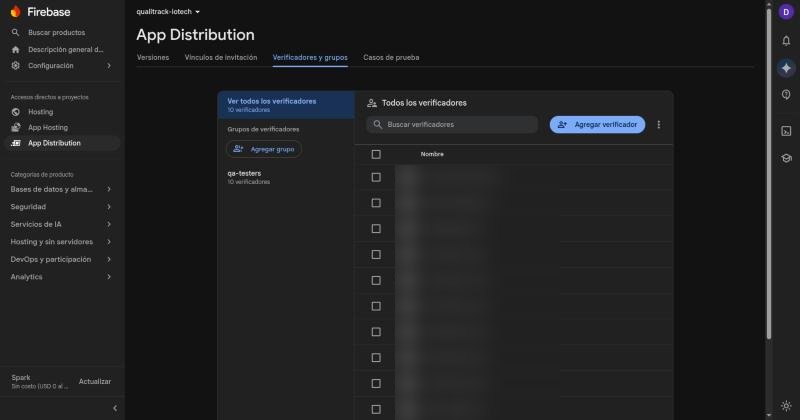 Firebase
Buscar productos
Descripción general d...
Configuración
Accesos directos a proyectos
Hosting
App Hosting
App Distribution
Categorías de producto
Bases de datos y alma...
Seguridad
Servicios de IA
Hosting y sin servidores
DevOps y participación
Analytics
Spark
Sin costo (USD 0 al ...
Actualizar
qualitrack-iotech
App Distribution
Versiones
Vínculos de invitación
Verificadores y grupos
Casos de prueba
Ver todos los verificadores
10 verificadores
Grupos de verificadores
Agregar grupo
qa-testers
10 verificadores
Todos los verificadores
Buscar verificadores
Agregar verificador
Nombre
D